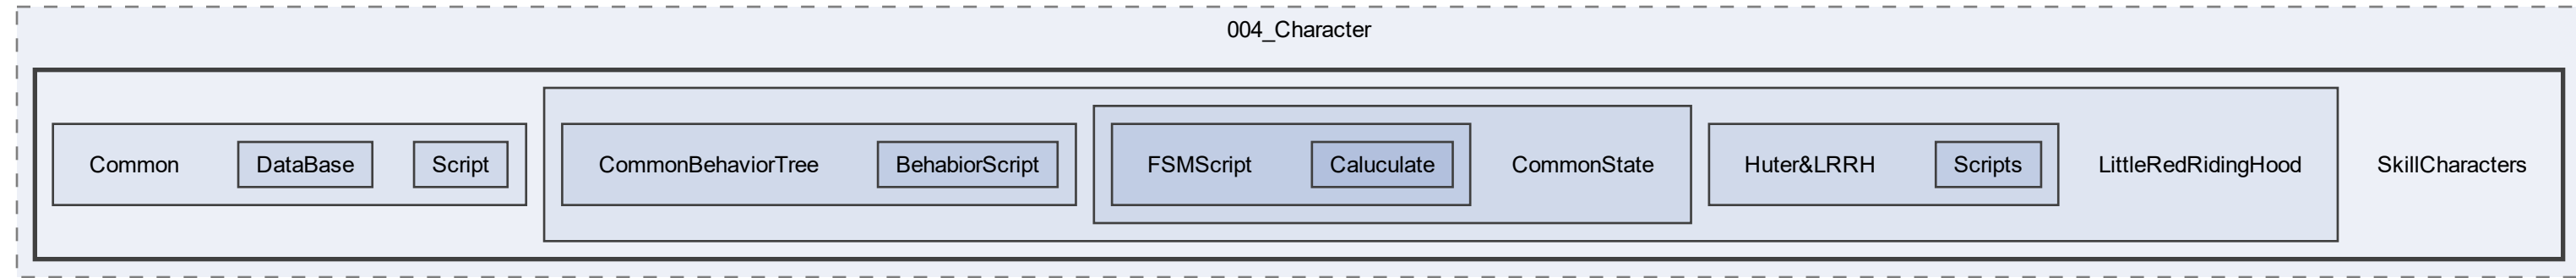 004_Character
Common
DataBase
Script
CommonBehaviorTree
BehabiorScript
FSMScript
Caluculate
CommonState
Huter&LRRH
Scripts
LittleRedRidingHood
SkillCharacters